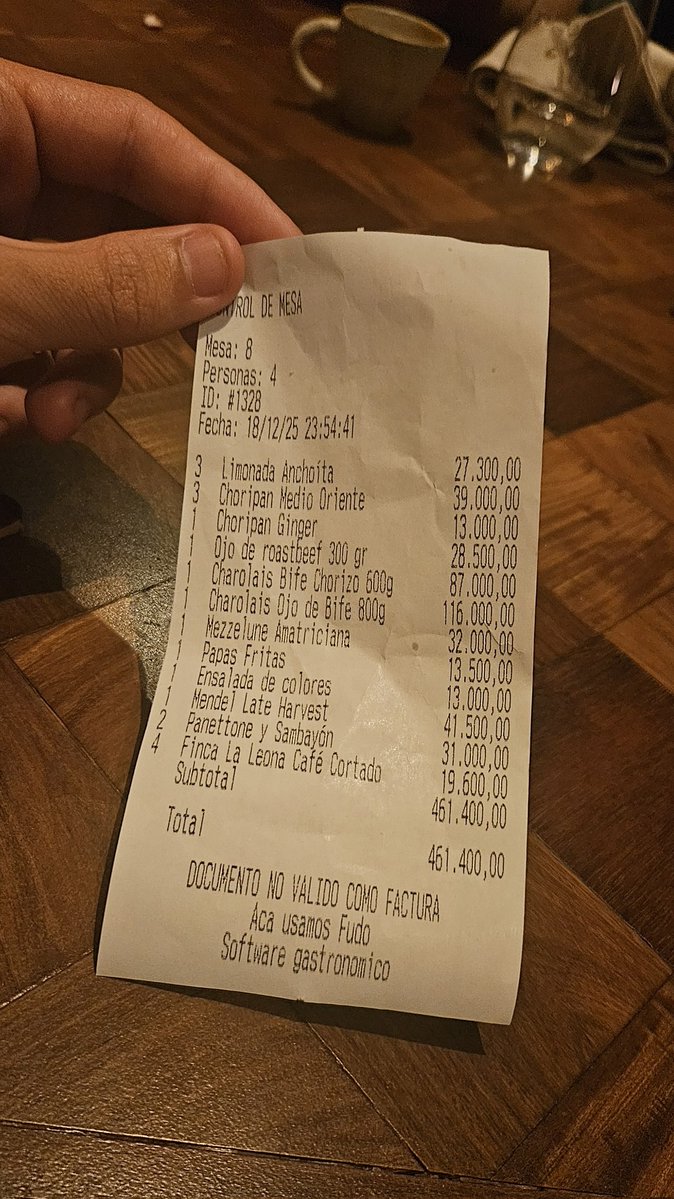 CONTROL DE MESA
Mesa: 8
Personas: 4
ID: #1328
Fecha: 18/12/25 23:54:41
3 Limonada Anchoíta 27.300,00
3 Choripan Medio Oriente 39.000,00
1 Choripan Ginger 13.000,00
1 Ojo de roastbeef 300 gr 28.500,00
1 Charolais Bife Chorizo 600g 87.000,00
1 Charolais Ojo de Bife 800g 116.000,00
1 Mezzelune Amatriciana 32.000,00
1 Papas Fritas 13.500,00
1 Ensalada de colores 13.000,00
1 Mendel Late Harvest 41.500,00
2 Panettone y Sambayón 31.000,00
4 Finca La Leona Café Cortado 19.600,00
Subtotal 461.400,00
Total 461.400,00
DOCUMENTO NO VALIDO COMO FACTURA
Aca usamos Fudo
Software gastronomico